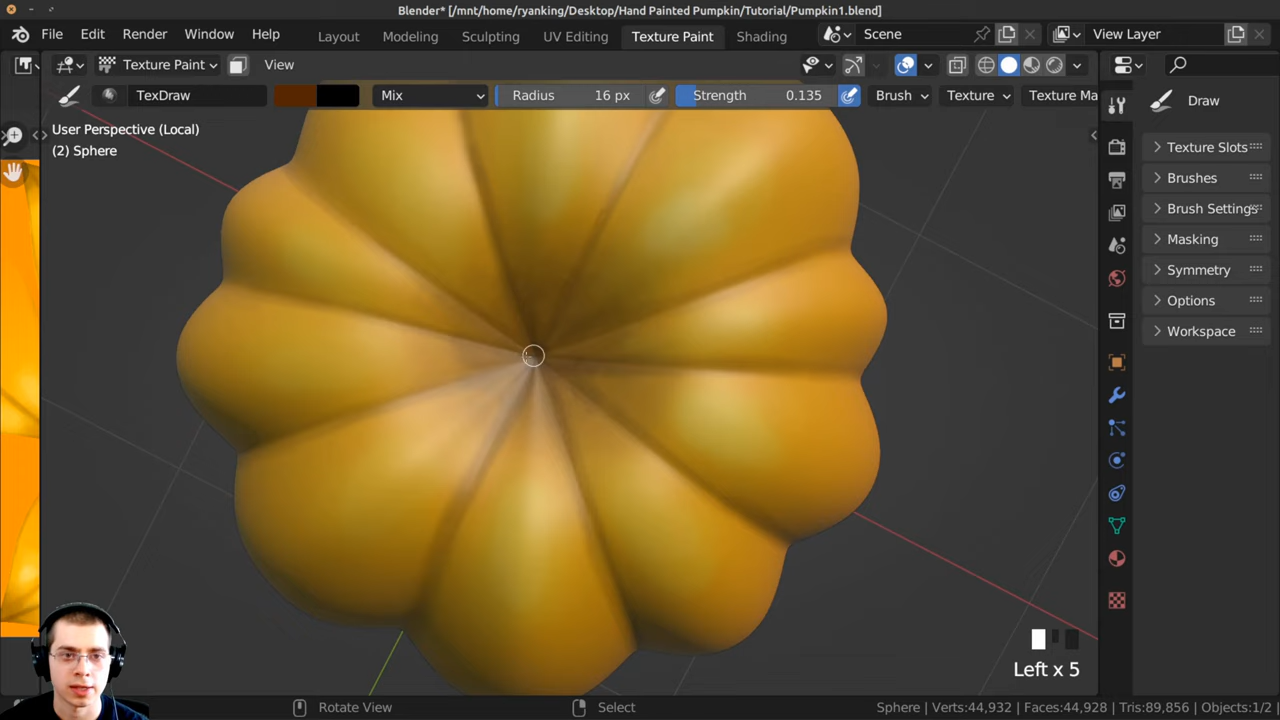 Blender* [/mnt/home/ryanking/Desktop/Hand Painted Pumpkin/Tutorial/Pumpkin1.blend]
File Edit Render Window Help Layout Modeling Sculpting UV Editing Texture Paint Shading Scene View Layer
Texture Paint View
TexDraw Mix Radius 16 px Strength 0.135 Brush Texture Texture Ma Draw
User Perspective (Local)
(2) Sphere
Texture Slots
Brushes
Brush Settings
Masking
Symmetry
Options
Workspace
Left x 5
Rotate View Select Sphere | Verts:44,932 | Faces:44,928 | Tris:89,856 | Objects:1/2